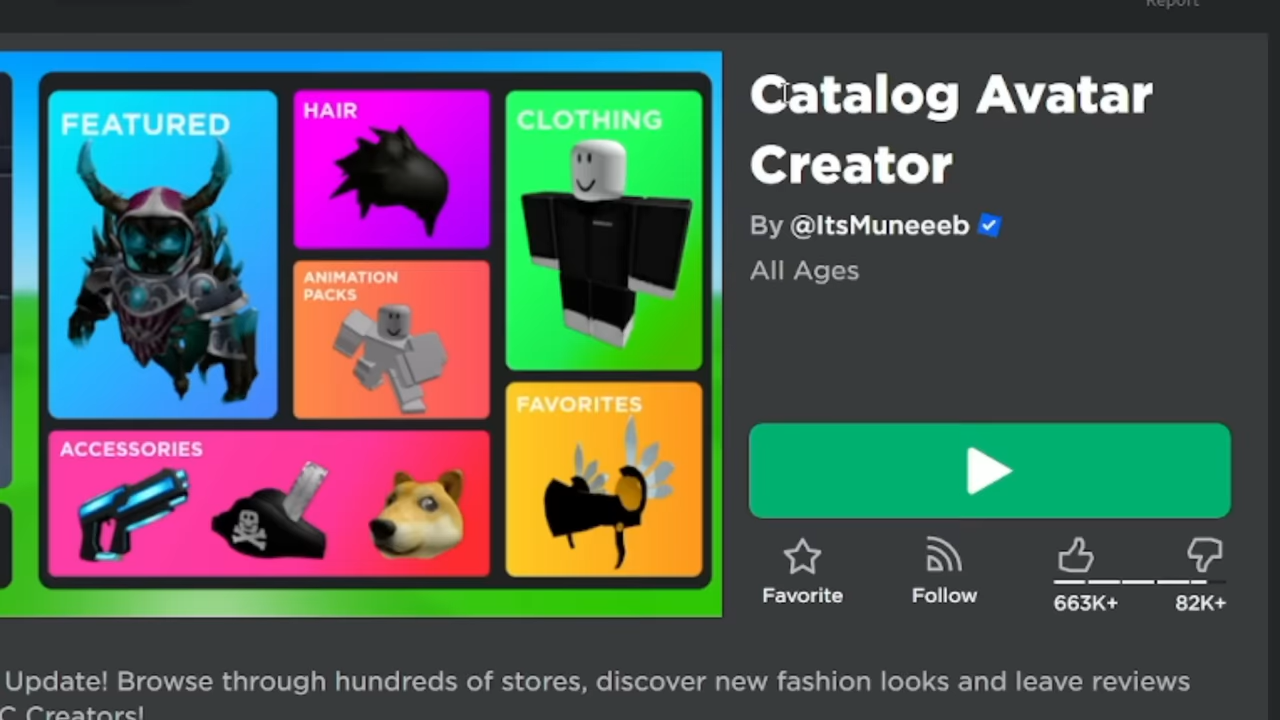 Report
FEATURED
HAIR
CLOTHING
ANIMATION
PACKS
FAVORITES
ACCESSORIES
Catalog Avatar
Creator
By @ItsMuneeeb
All Ages
Favorite
Follow
663K+
82K+
Update! Browse through hundreds of stores, discover new fashion looks and leave reviews
C Creators!